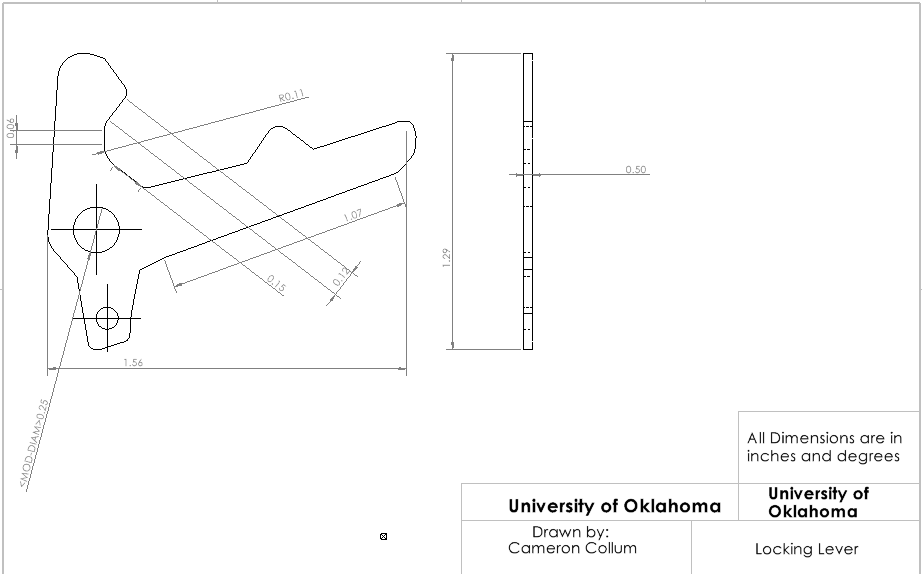 R0.11
0.06
0.50
1.07
1.29
0.12
0.15
1.56
<MOD-DIAM>0.25
All Dimensions are in
inches and degrees
University of Oklahoma
University of
Oklahoma
Drawn by:
Cameron Collum
Locking Lever